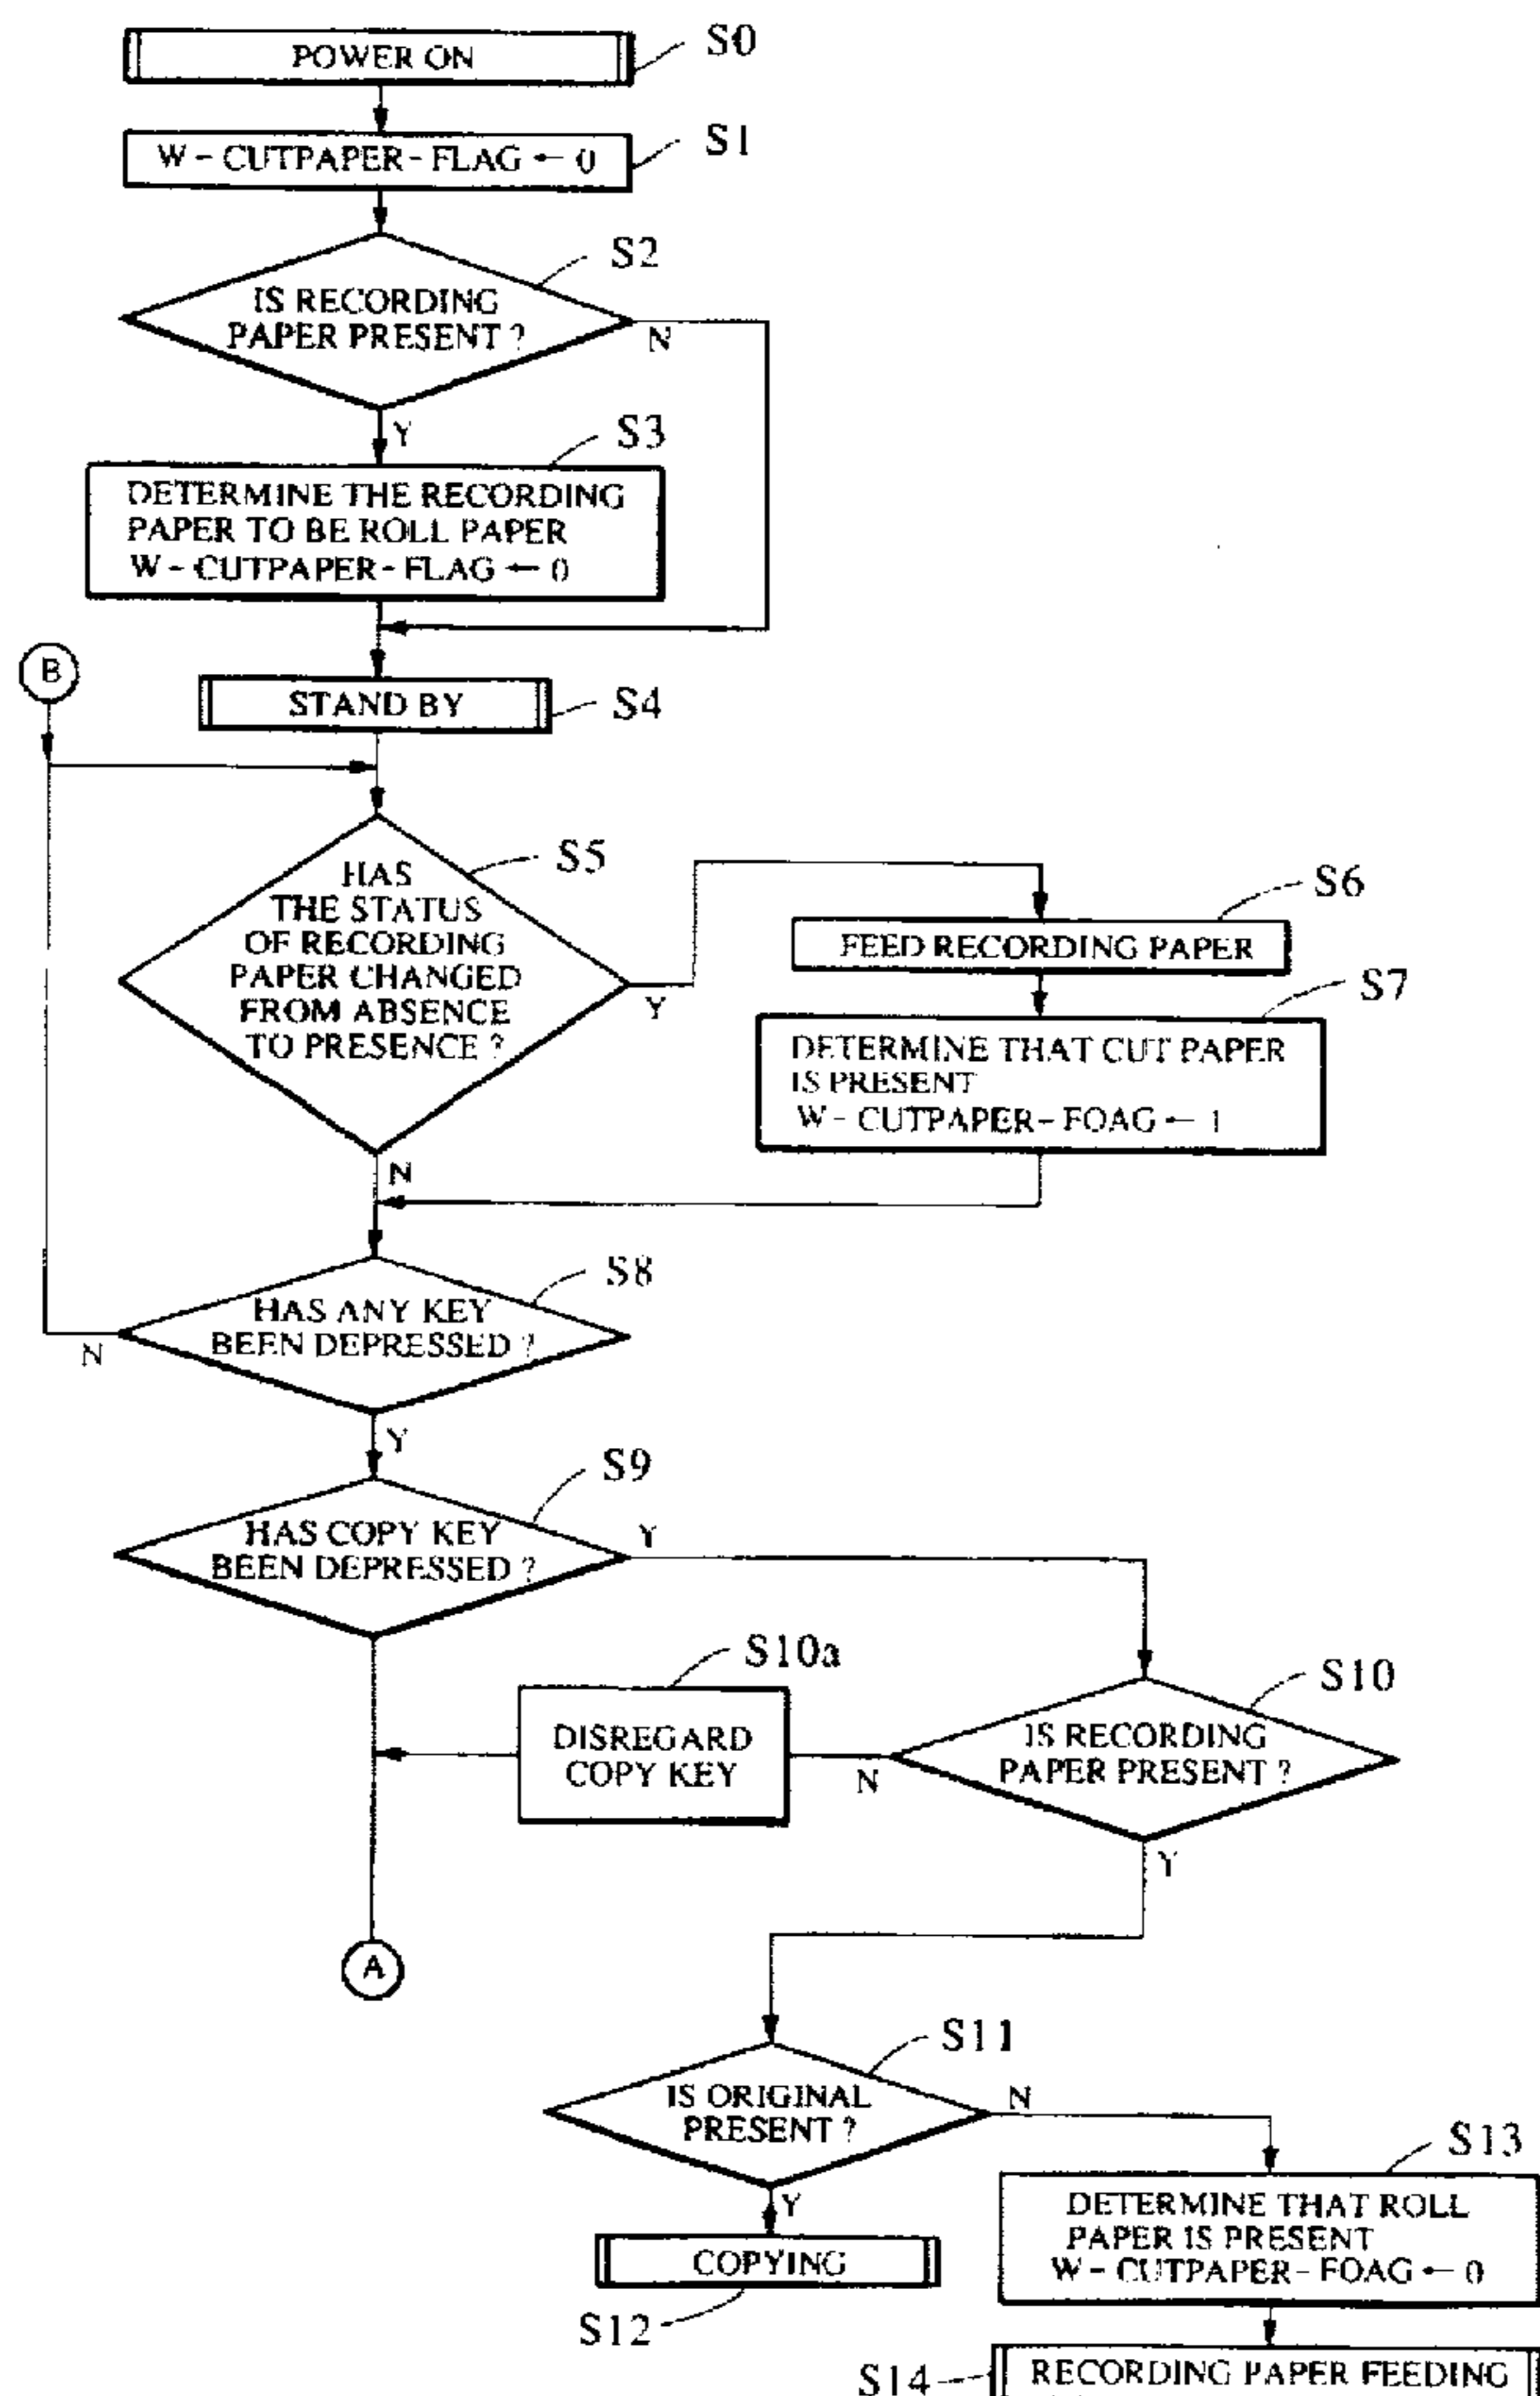 POWER ON
S0
W-CUTPAPER-FLAG ← 0
S1
S2
IS RECORDING
PAPER PRESENT ?
N
Y
S3
DETERMINE THE RECORDING
PAPER TO BE ROLL PAPER
W-CUTPAPER-FLAG ← 0
B
STAND BY
S4
S5
HAS
THE STATUS
OF RECORDING
PAPER CHANGED
FROM ABSENCE
TO PRESENCE ?
Y
N
S6
FEED RECORDING PAPER
S7
DETERMINE THAT CUT PAPER
IS PRESENT
W-CUTPAPER-FOAG ← 1
S8
HAS ANY KEY
BEEN DEPRESSED ?
N
Y
S9
HAS COPY KEY
BEEN DEPRESSED ?
Y
S10a
DISREGARD
COPY KEY
S10
IS RECORDING
PAPER PRESENT ?
N
Y
A
S11
IS ORIGINAL
PRESENT ?
N
Y
COPYING
S12
S13
DETERMINE THAT ROLL
PAPER IS PRESENT
W-CUTPAPER-FOAG ← 0
S14
RECORDING PAPER FEEDING